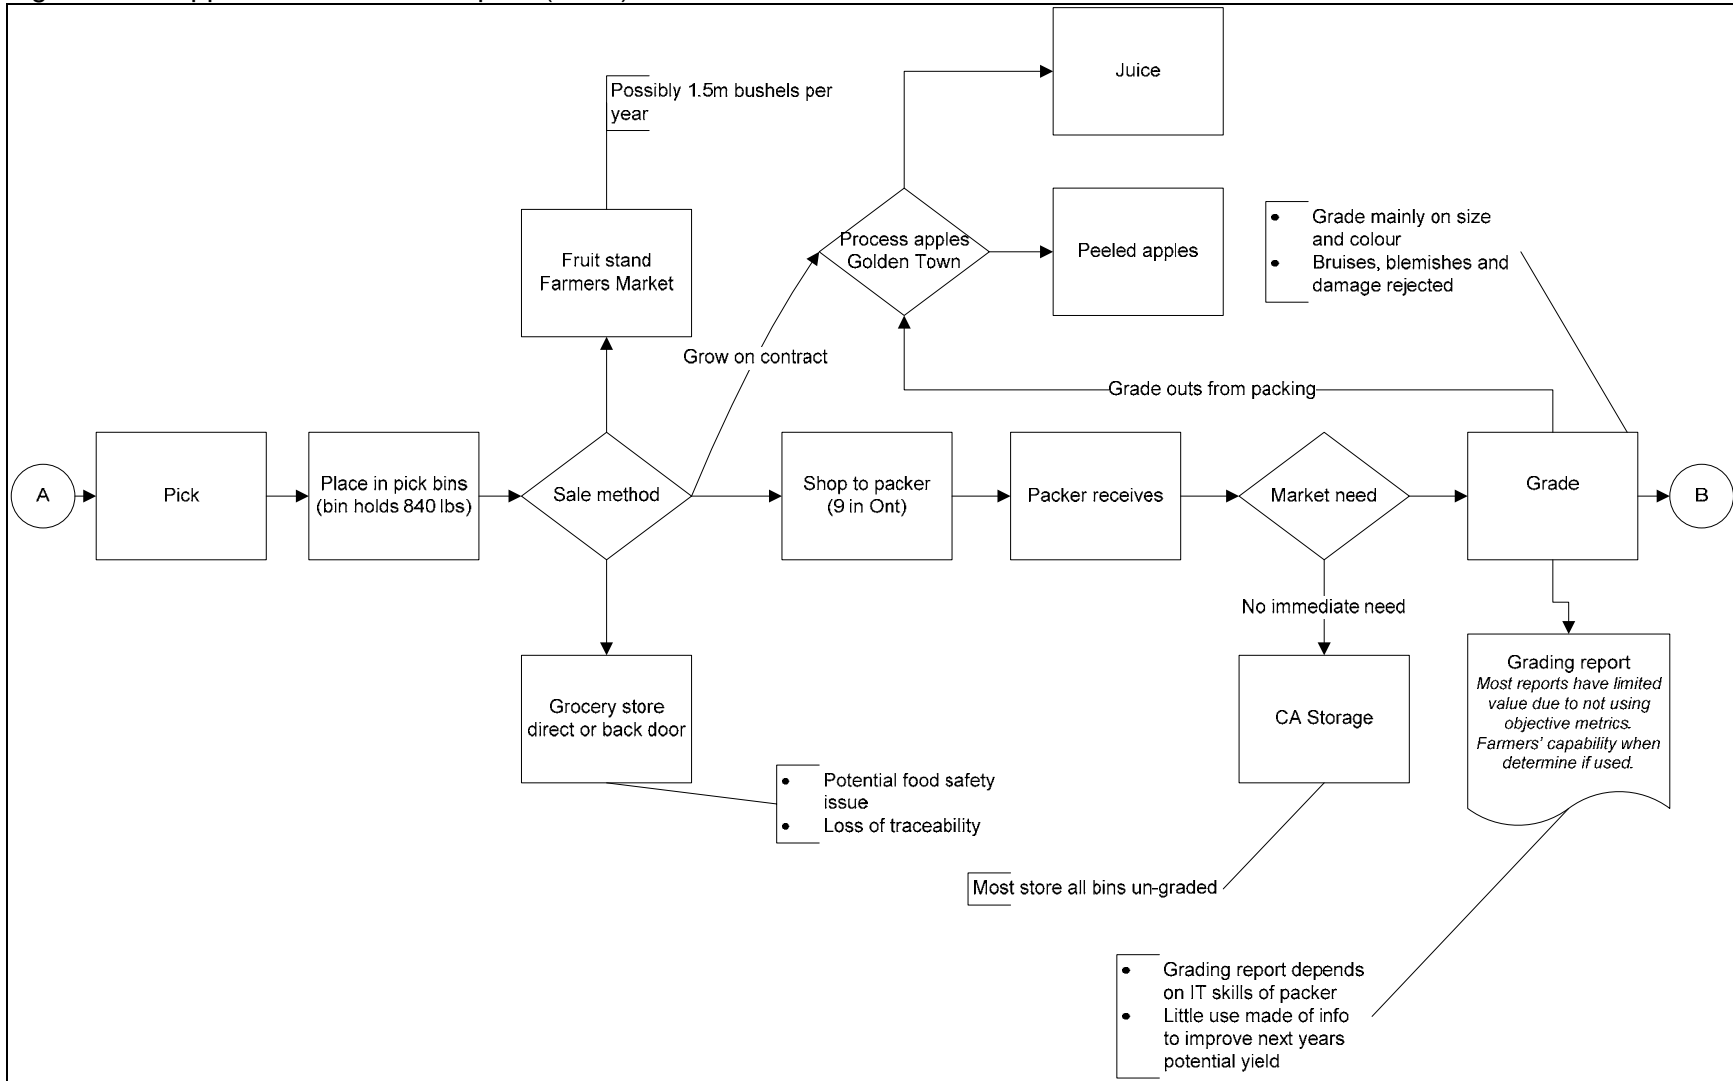 Juice
Possibly 1.5m bushels per
year
Fruit stand
Farmers Market
Process apples
Golden Town
Peeled apples
• Grade mainly on size
and colour
• Bruises, blemishes and
damage rejected
Grow on contract
Grade outs from packing
A
Pick
Place in pick bins
(bin holds 840 lbs)
Sale method
Shop to packer
(9 in Ont)
Packer receives
Market need
Grade
B
No immediate need
Grocery store
direct or back door
• Potential food safety
issue
• Loss of traceability
CA Storage
Grading report
Most reports have limited
value due to not using
objective metrics.
Farmers' capability when
determine if used.
Most store all bins un-graded
• Grading report depends
on IT skills of packer
• Little use made of info
to improve next years
potential yield